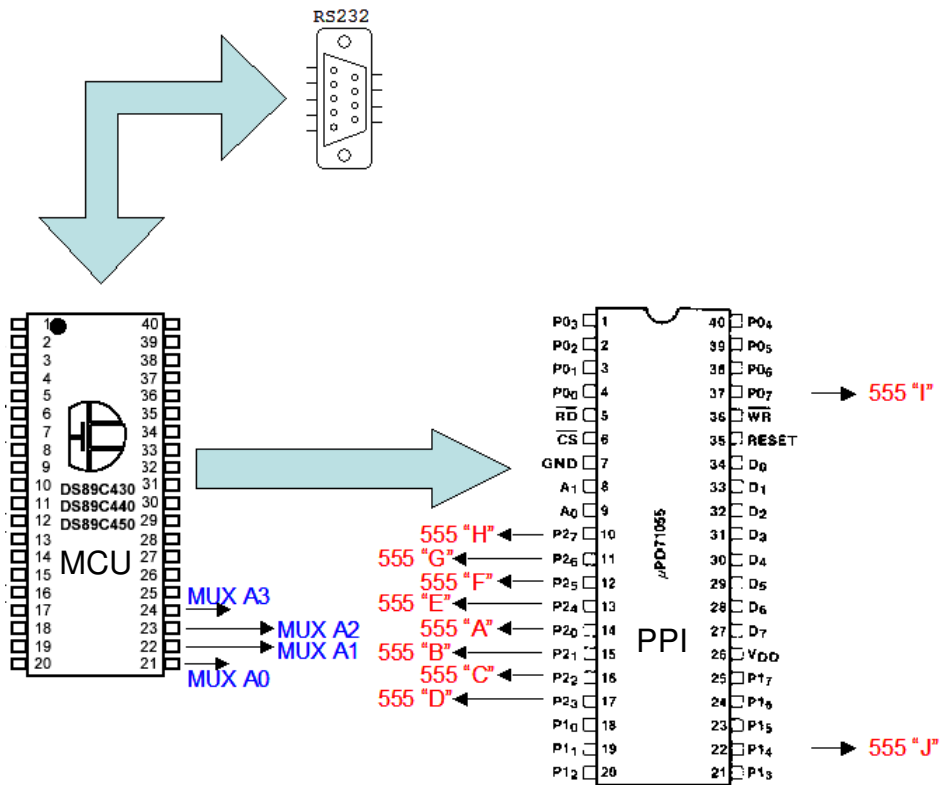 RS232
1 40
2 39
3 38
4 37
5 36
6 35
7 34
8 33
9 32
10 DS89C430 31
11 DS89C440 30
12 DS89C450 29
13 28
14 MCU 27
15 26
16 25
17 24 MUX A3
18 23 MUX A2
19 22 MUX A1
20 21 MUX A0
P03 1 40 P04
P02 2 39 P05
P01 3 38 P06
P00 4 37 P07 555 "I"
RD 5 36 WR
CS 6 35 RESET
GND 7 34 D0
A1 8 33 D1
A0 9 32 D2
555 "H" P27 10 31 D3
555 "G" P26 11 30 D4
555 "F" P25 12 29 D5
555 "E" P24 13 28 D6
555 "A" P20 14 27 D7
555 "B" P21 15 26 VDD
555 "C" P22 16 25 P17
555 "D" P23 17 24 P16
P10 18 23 P15
P11 19 22 P14 555 "J"
P12 20 21 P13
μPD71055
PPI